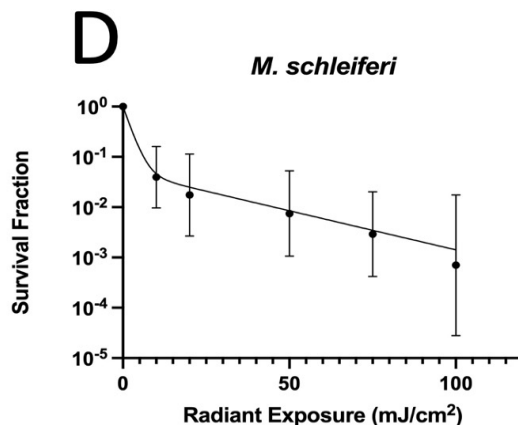 D
M. schleiferi
Survival Fraction
10⁰
10⁻¹
10⁻²
10⁻³
10⁻⁴
10⁻⁵
0
50
100
Radiant Exposure (mJ/cm²)